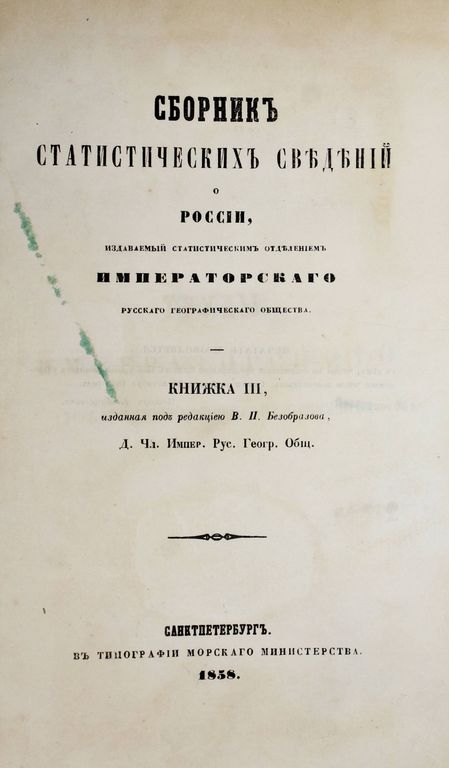 СБОРНИКЪ
СТАТИСТИЧЕСКИХЪ СВѢДѢНІЙ
О
РОССІИ,
ИЗДАВАЕМЫЙ СТАТИСТИЧЕСКИМЪ ОТДѢЛЕНІЕМЪ
ИМПЕРАТОРСКАГО
РУССКАГО ГЕОГРАФИЧЕСКАГО ОБЩЕСТВА.
КНИЖКА III,
изданная подъ редакціею В. П. Безобразова,
Д. Чл. Импер. Рус. Геогр. Общ.
САНКТПЕТЕРБУРГЪ.
ВЪ ТИПОГРАФІИ МОРСКАГО МИНИСТЕРСТВА.
1858.